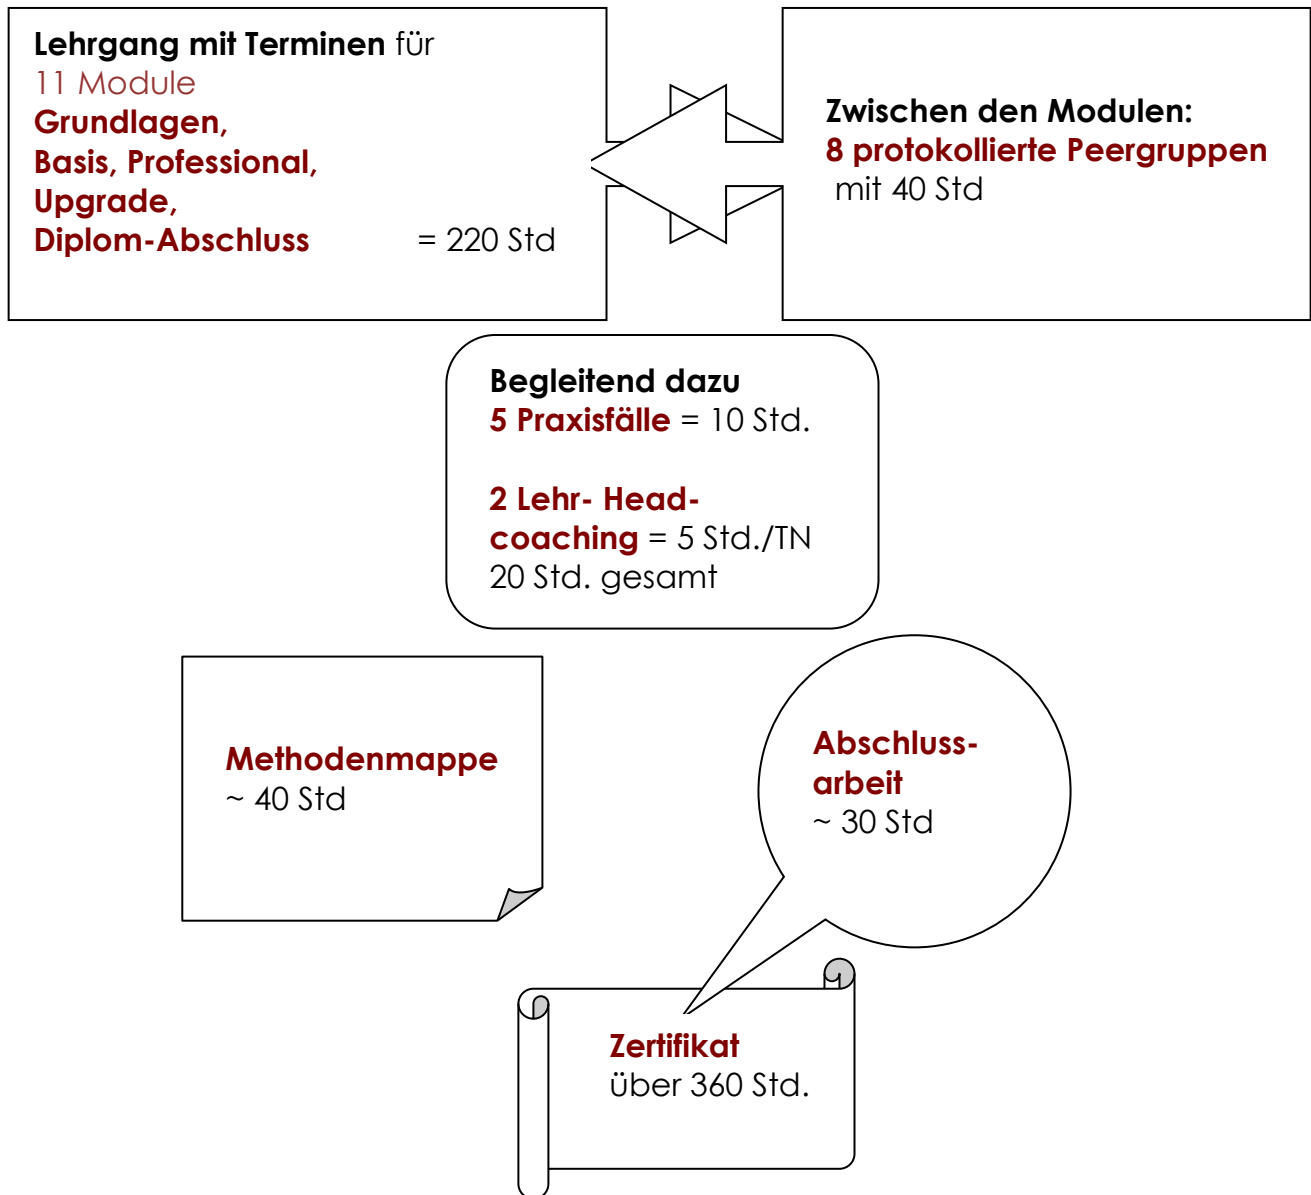 Lehrgang mit Terminen für
11 Module
Grundlagen,
Basis, Professional,
Upgrade,
Diplom-Abschluss = 220 Std
Zwischen den Modulen:
8 protokollierte Peergruppen
mit 40 Std
Begleitend dazu
5 Praxisfälle = 10 Std.
2 Lehr- Head-
coaching = 5 Std./TN
20 Std. gesamt
Methodenmappe
~ 40 Std
Abschluss-
arbeit
~ 30 Std
Zertifikat
über 360 Std.